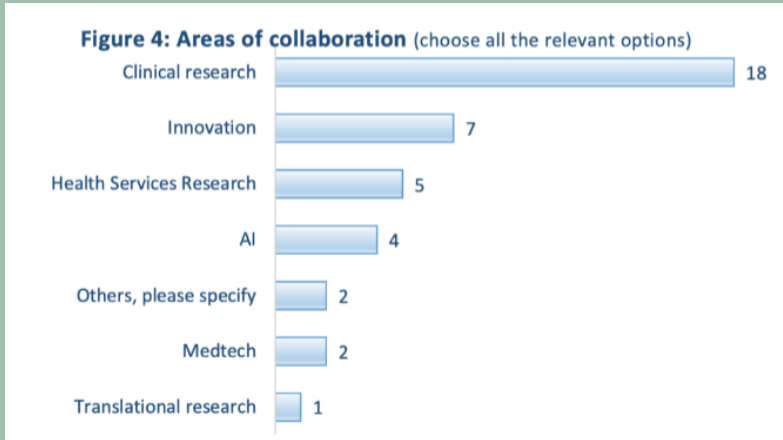 Figure 4: Areas of collaboration (choose all the relevant options)
Clinical research 18
Innovation 7
Health Services Research 5
AI 4
Others, please specify 2
Medtech 2
Translational research 1